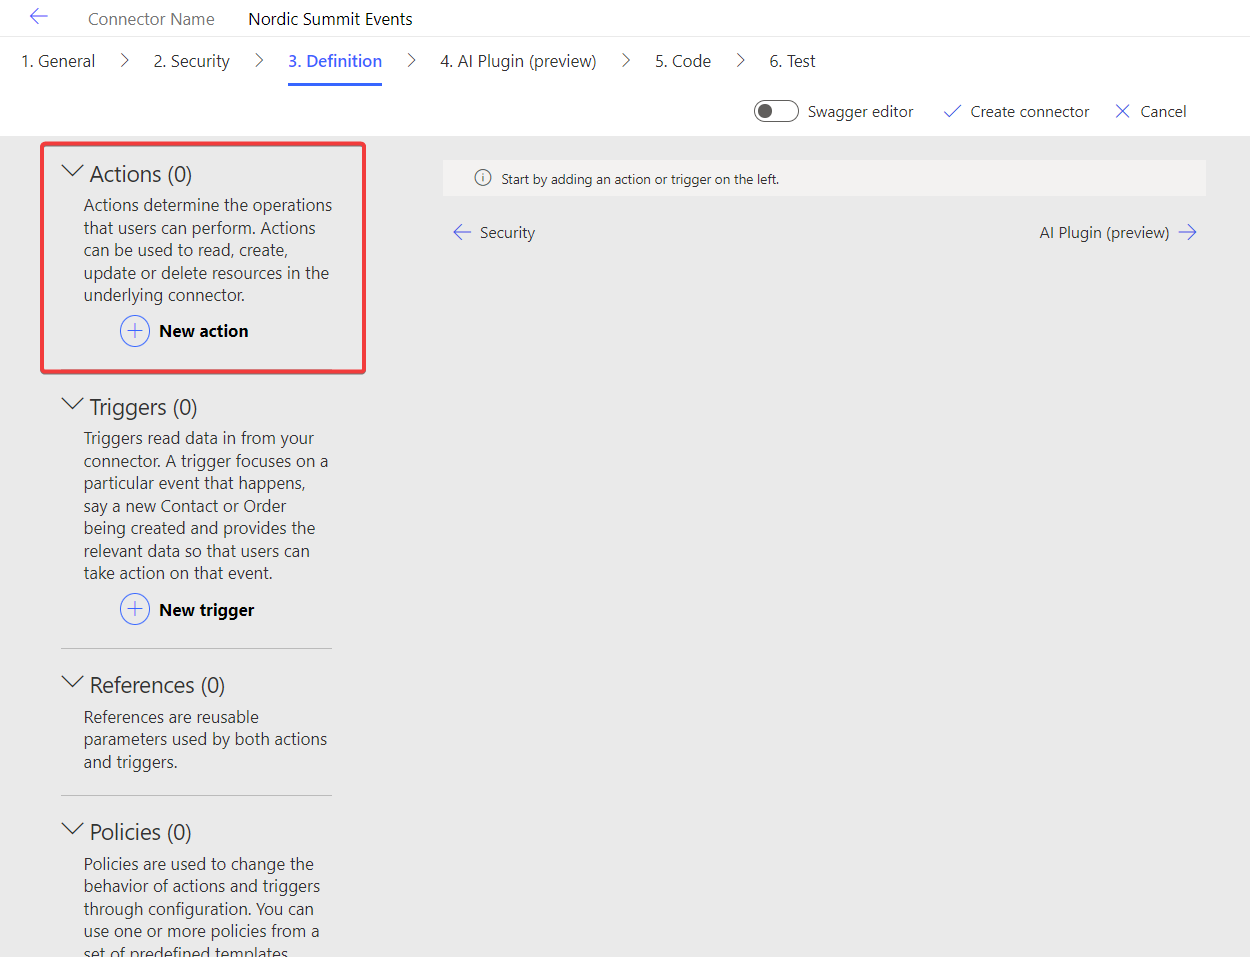 Connector Name Nordic Summit Events
1. General 2. Security 3. Definition 4. AI Plugin (preview) 5. Code 6. Test
Swagger editor Create connector Cancel
Actions (0)
Actions determine the operations
that users can perform. Actions
can be used to read, create,
update or delete resources in the
underlying connector.
New action
Start by adding an action or trigger on the left.
Security AI Plugin (preview)
Triggers (0)
Triggers read data in from your
connector. A trigger focuses on a
particular event that happens,
say a new Contact or Order
being created and provides the
relevant data so that users can
take action on that event.
New trigger
References (0)
References are reusable
parameters used by both actions
and triggers.
Policies (0)
Policies are used to change the
behavior of actions and triggers
through configuration. You can
use one or more policies from a
set of predefined templates